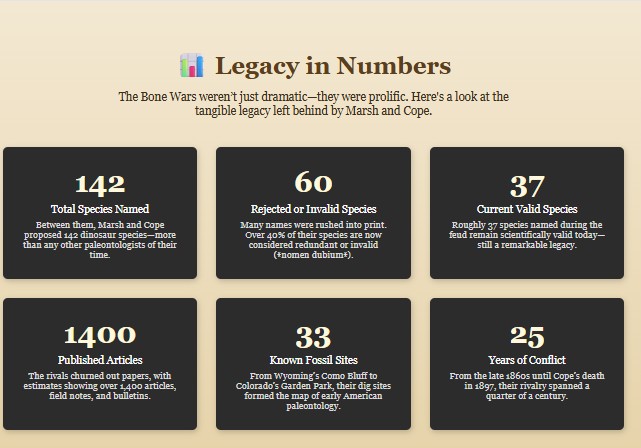 Legacy in Numbers
The Bone Wars weren't just dramatic—they were prolific. Here's a look at the
tangible legacy left behind by Marsh and Cope.
142
Total Species Named
Between them, Marsh and Cope
proposed 142 dinosaur species—more
than any other paleontologists of their
time.
60
Rejected or Invalid Species
Many names were rushed into print.
Over 40% of their species are now
considered redundant or invalid
(*nomen dubium*).
37
Current Valid Species
Roughly 37 species named during the
feud remain scientifically valid today—
still a remarkable legacy.
1400
Published Articles
The rivals churned out papers, with
estimates showing over 1,400 articles,
field notes, and bulletins.
33
Known Fossil Sites
From Wyoming's Como Bluff to
Colorado's Garden Park, their dig sites
formed the map of early American
paleontology.
25
Years of Conflict
From the late 1860s until Cope's death
in 1897, their rivalry spanned a
quarter of a century.